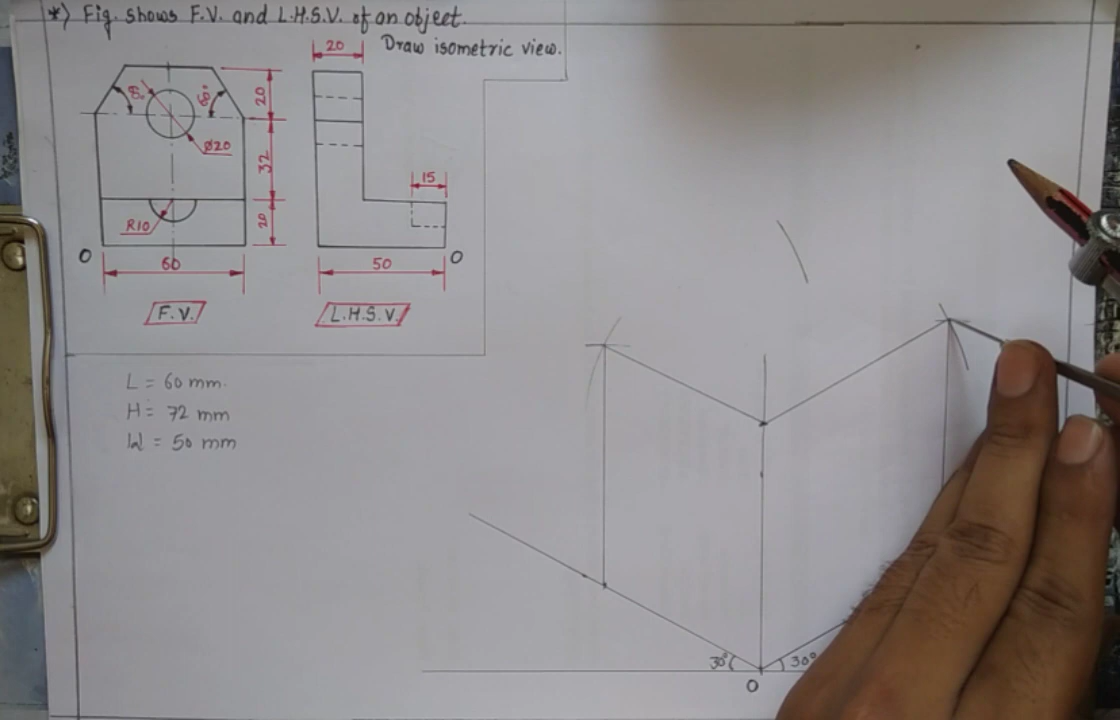 *) Fig. shows F.V. and L.H.S.V. of an object.
Draw isometric view.
20
60°
60°
Ø20
20
32
20
R10
15
O
60
50
O
F.V.
L.H.S.V.
L = 60 mm.
H = 72 mm
W = 50 mm
30°
30°
O